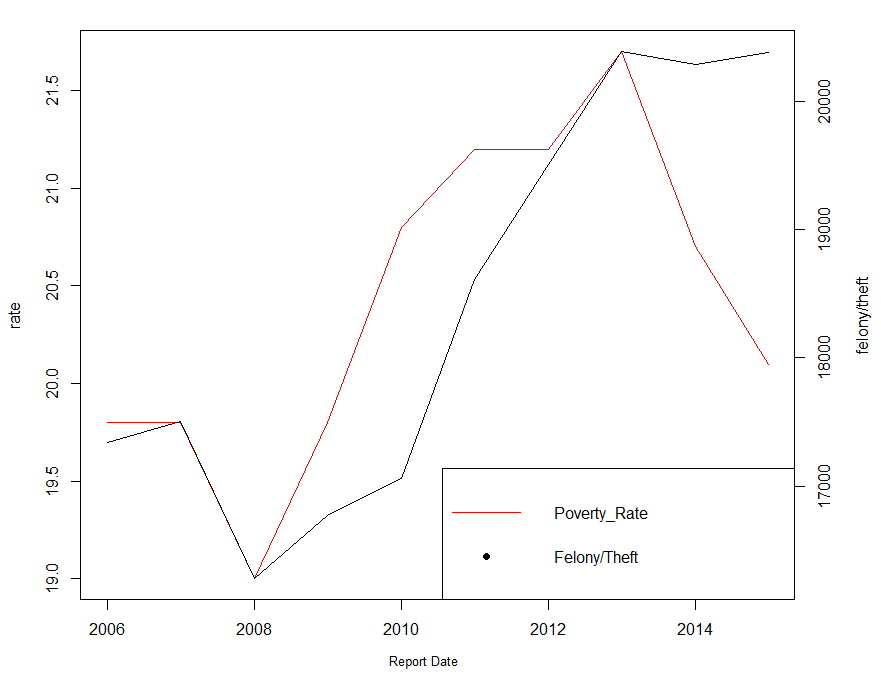 21.5
21.0
20.5
20.0
19.5
19.0
rate
20000
19000
18000
17000
felony/theft
Poverty_Rate
Felony/Theft
2006 2008 2010 2012 2014
Report Date